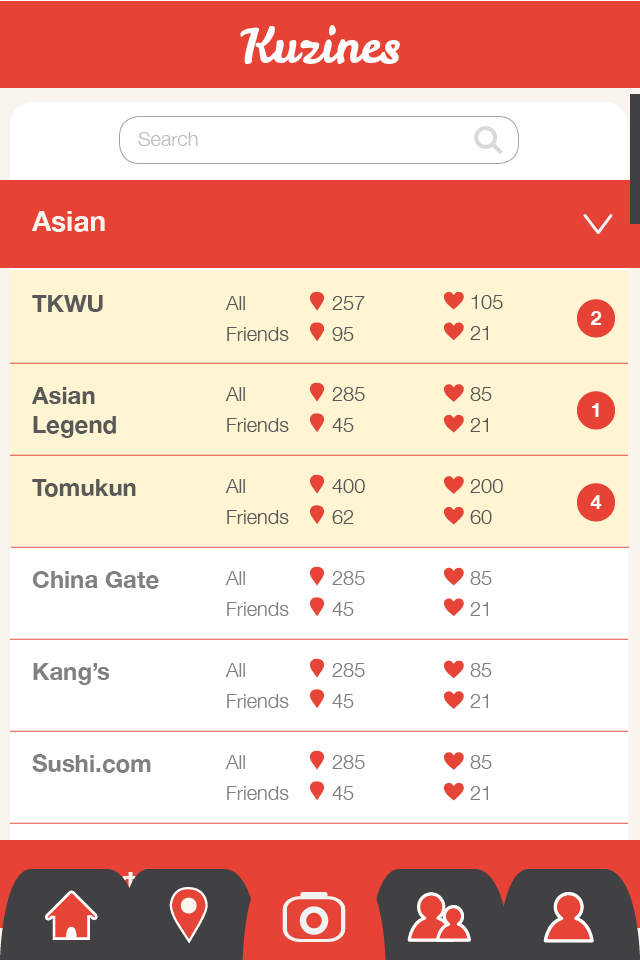 Kuzines
Search
Asian
TKWU All 257 105 2
Friends 95 21
Asian Legend All 285 85 1
Friends 45 21
Tomukun All 400 200 4
Friends 62 60
China Gate All 285 85
Friends 45 21
Kang's All 285 85
Friends 45 21
Sushi.com All 285 85
Friends 45 21